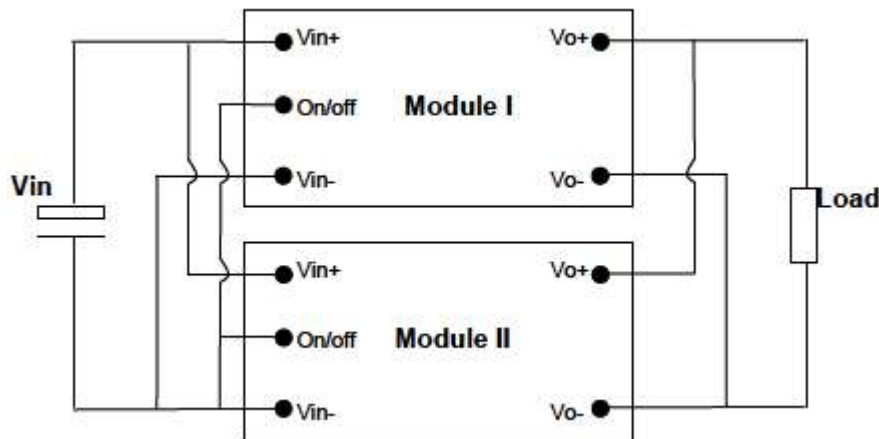 Vin+ Vo+
On/off Module I
Vin- Vo-
Vin Load
Vin+ Vo+
On/off Module II
Vin- Vo-